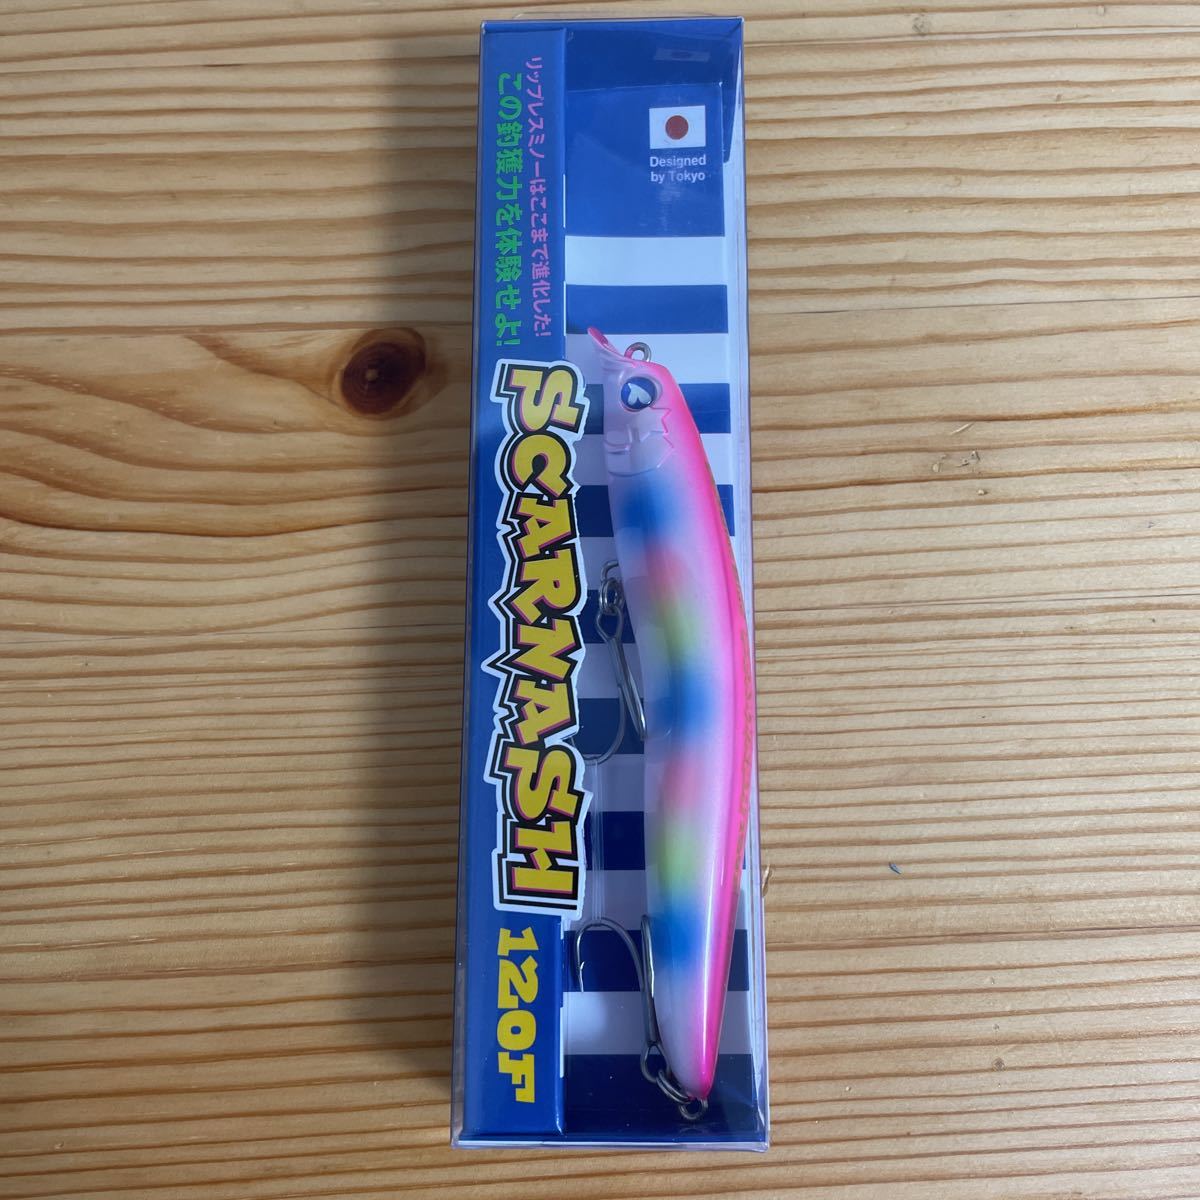 リップレスミノーはここまで進化した!
この釣獲力を体験せよ!
Designed
by Tokyo
SCARNASH
120F